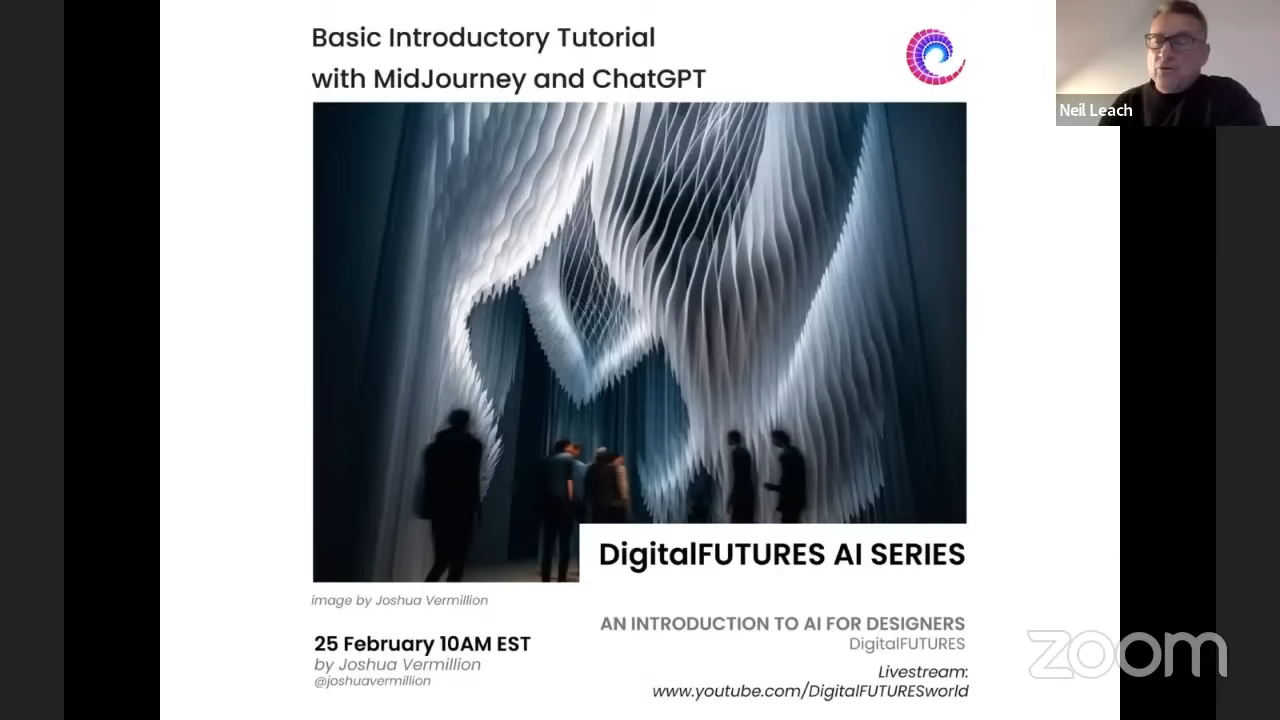 Basic Introductory Tutorial
with MidJourney and ChatGPT
Neil Leach
DigitalFUTURES AI SERIES
image by Joshua Vermillion
AN INTRODUCTION TO AI FOR DESIGNERS
DigitalFUTURES
25 February 10AM EST
by Joshua Vermillion
@joshuavermillion
Livestream:
www.youtube.com/DigitalFUTURESworld
zoom